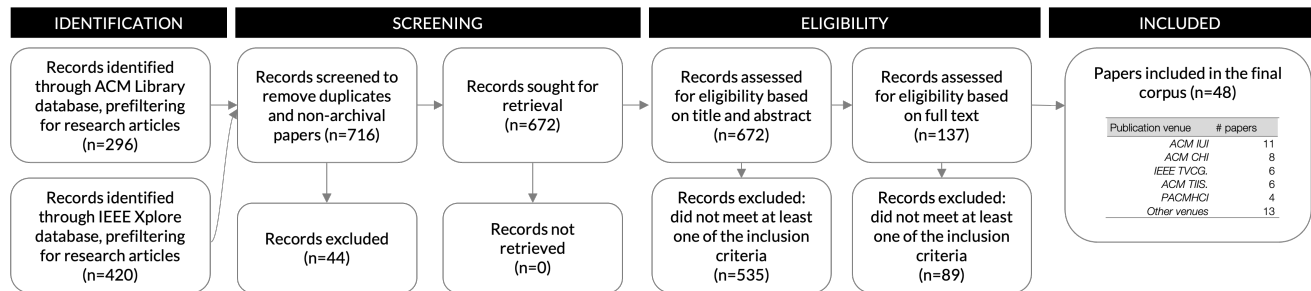 IDENTIFICATION
Records identified
through ACM Library
database, prefiltering
for research articles
(n=296)
Records identified
through IEEE Xplore
database, prefiltering
for research articles
(n=420)
SCREENING
Records screened to
remove duplicates
and non-archival
papers (n=716)
Records excluded
(n=44)
Records sought for
retrieval
(n=672)
Records not
retrieved
(n=0)
ELIGIBILITY
Records assessed
for eligibility based
on title and abstract
(n=672)
Records excluded:
did not meet at least
one of the inclusion
criteria
(n=535)
Records assessed
for eligibility based
on full text
(n=137)
Records excluded:
did not meet at least
one of the inclusion
criteria
(n=89)
INCLUDED
Papers included in the final
corpus (n=48)
Publication venue # papers
ACM IUI 11
ACM CHI 8
IEEE TVCG. 6
ACM TIIS. 6
PACMHCI 4
Other venues 13